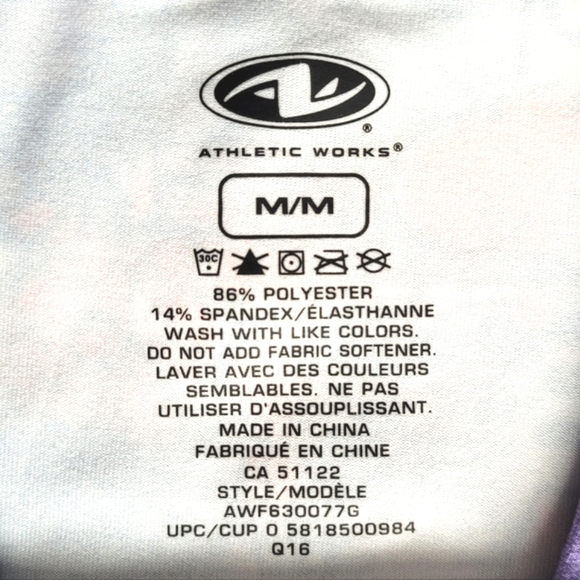 ®
ATHLETIC WORKS®
M/M
30C
86% POLYESTER
14% SPANDEX/ÉLASTHANNE
WASH WITH LIKE COLORS.
DO NOT ADD FABRIC SOFTENER.
LAVER AVEC DES COULEURS
SEMBLABLES. NE PAS
UTILISER D'ASSOUPLISSANT.
MADE IN CHINA
FABRIQUÉ EN CHINE
CA 51122
STYLE/MODÈLE
AWF630077G
UPC/CUP 0 5818500984
Q16